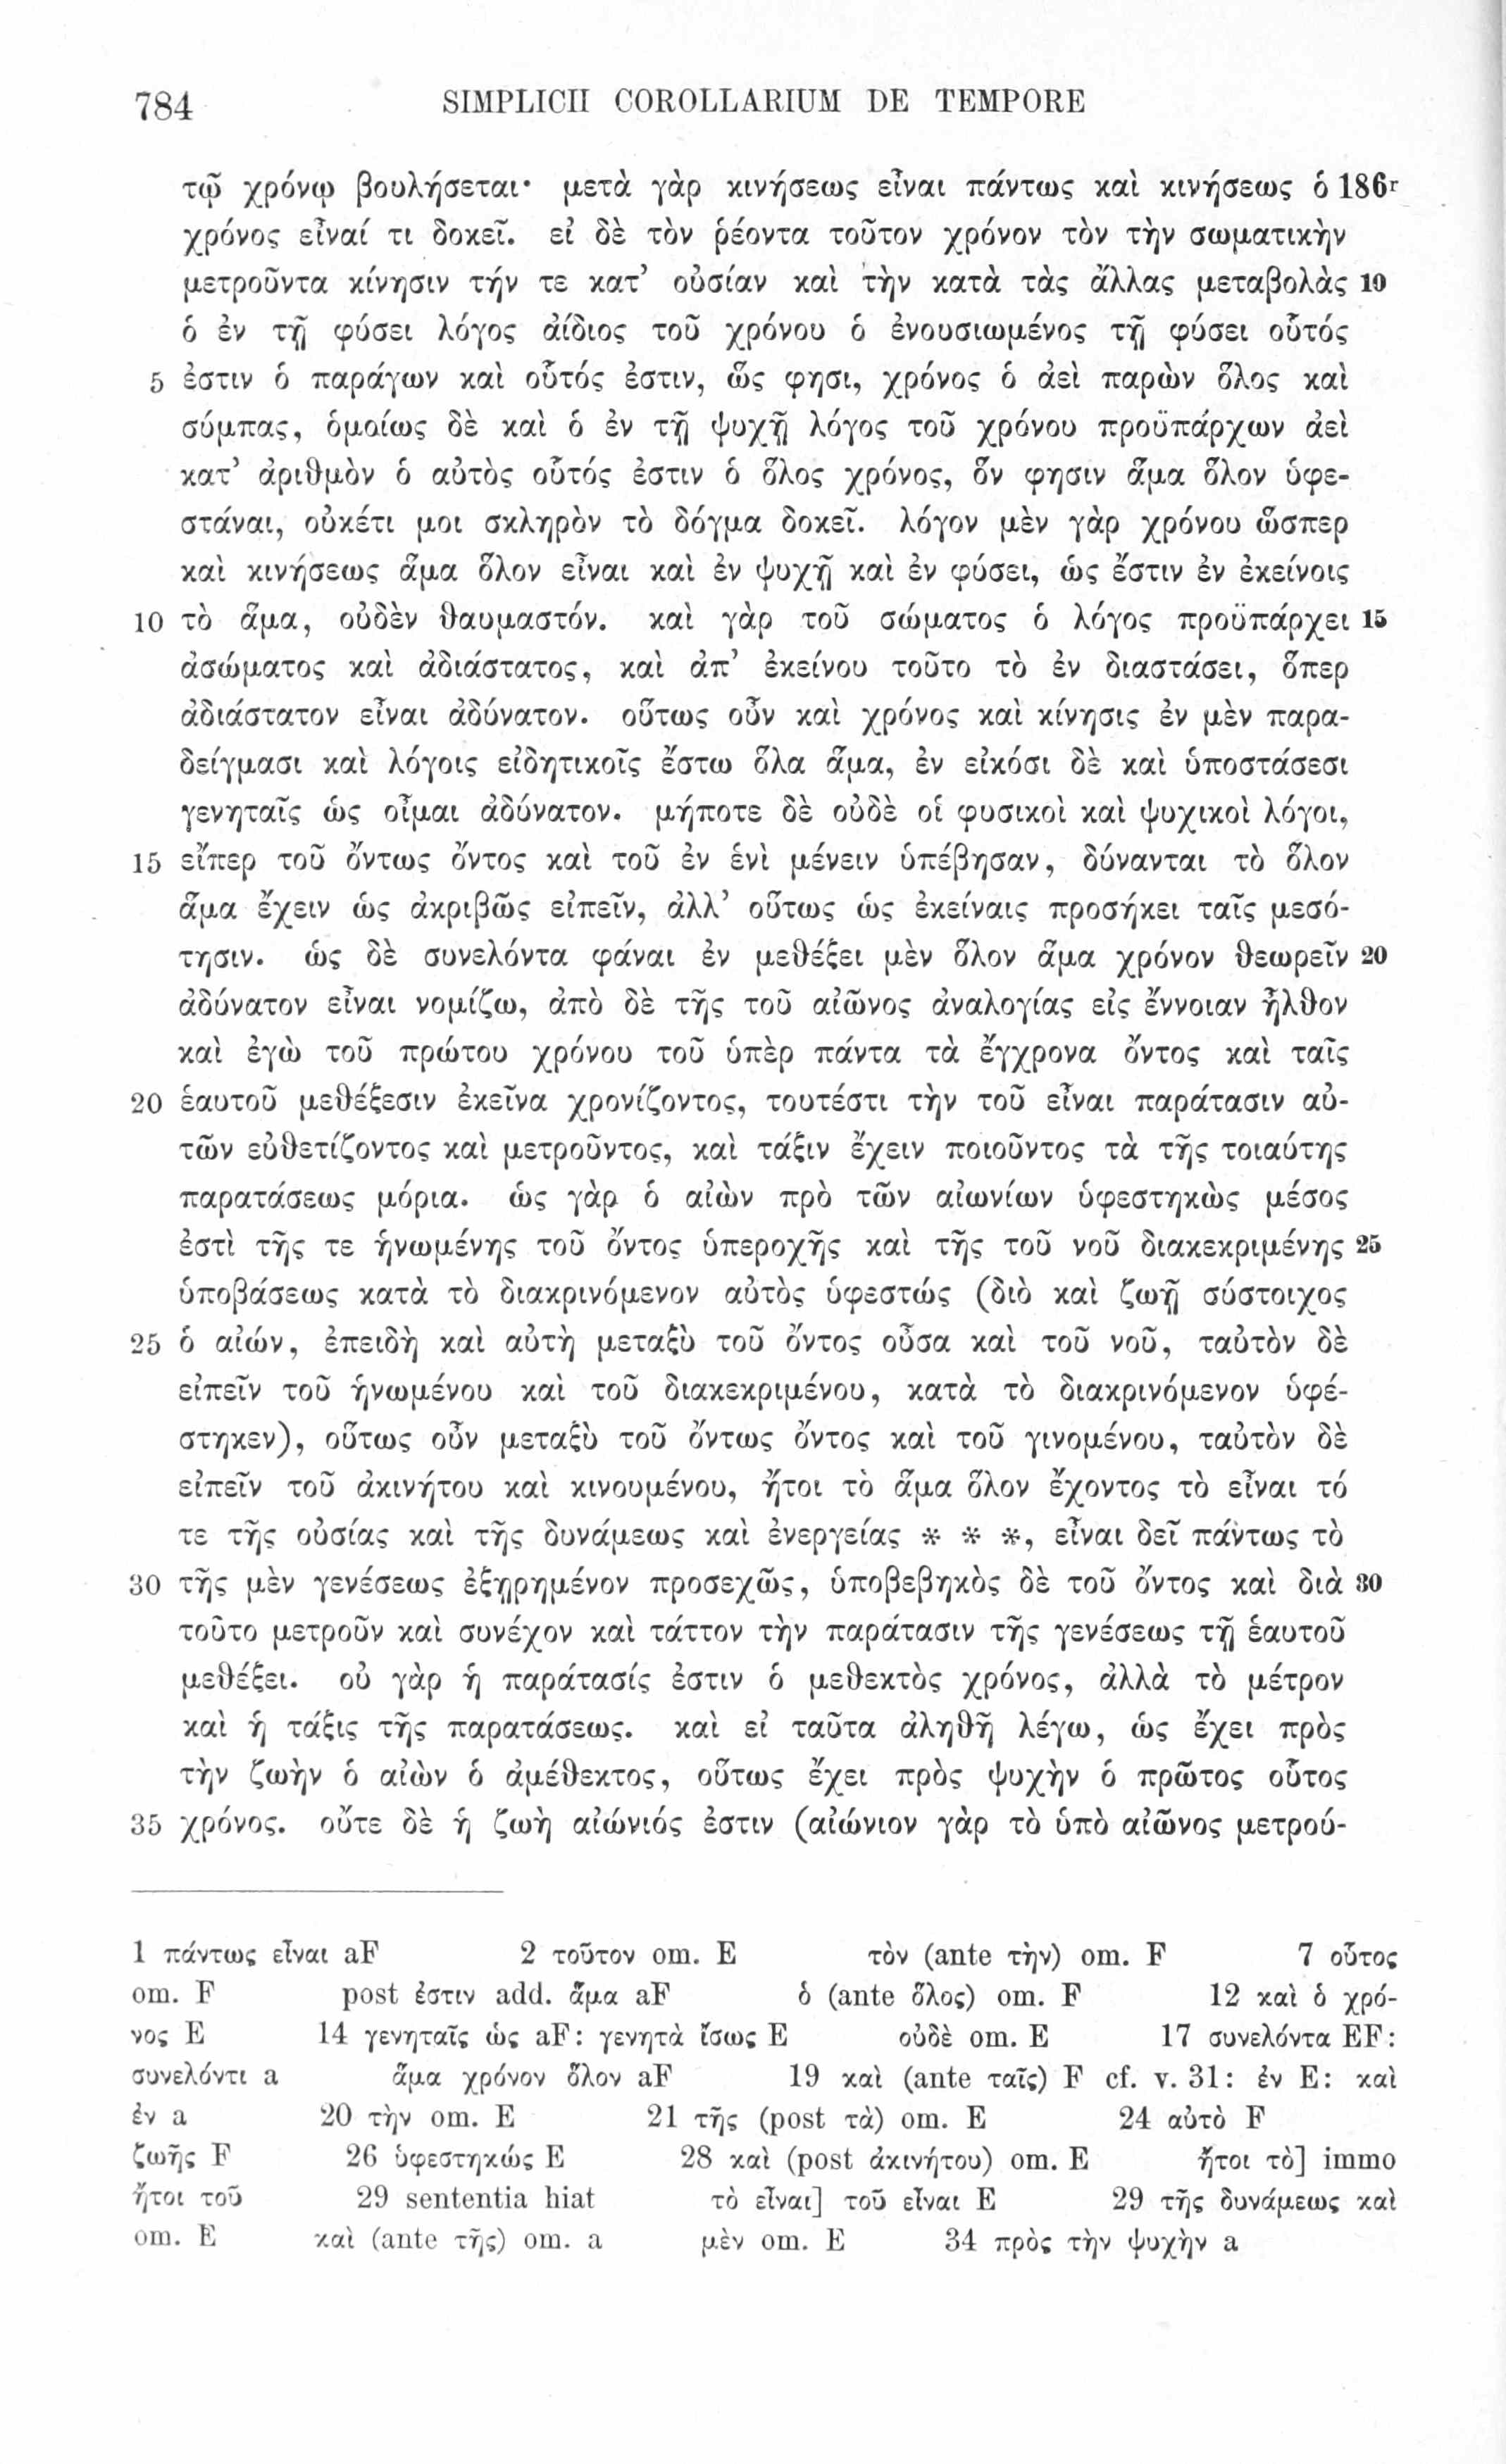 784 SIMPLICII COROLLARIUM DE TEMPORE
τῷ χρόνῳ βουλήσεται· μετὰ γὰρ κινήσεως εἶναι πάντως καὶ κινήσεως ὁ 186r
χρόνος εἶναί τι δοκεῖ. εἰ δὲ τὸν ῥέοντα τοῦτον χρόνον τὸν τὴν σωματικὴν
μετροῦντα κίνησιν τήν τε κατ’ οὐσίαν καὶ τὴν κατὰ τὰς ἄλλας μεταβολὰς 10
ὁ ἐν τῇ φύσει λόγος ἀίδιος τοῦ χρόνου ὁ ἐνουσιωμένος τῇ φύσει οὗτός
5 ἐστιν ὁ παράγων καὶ οὗτός ἐστιν, ὥς φησι, χρόνος ὁ ἀεὶ παρὼν ὅλος καὶ
σύμπας, ὁμοίως δὲ καὶ ὁ ἐν τῇ ψυχῇ λόγος τοῦ χρόνου προϋπάρχων ἀεὶ
κατ’ ἀριθμὸν ὁ αὐτὸς οὗτός ἐστιν ὁ ὅλος χρόνος, ὅν φησιν ἅμα ὅλον ὑφε-
στάναι, οὐκέτι μοι σκληρὸν τὸ δόγμα δοκεῖ. λόγον μὲν γὰρ χρόνου ὥσπερ
καὶ κινήσεως ἅμα ὅλον εἶναι καὶ ἐν ψυχῇ καὶ ἐν φύσει, ὡς ἔστιν ἐν ἐκείνοις
10 τὸ ἅμα, οὐδὲν θαυμαστόν. καὶ γὰρ τοῦ σώματος ὁ λόγος προϋπάρχει 15
ἀσώματος καὶ ἀδιάστατος, καὶ ἀπ’ ἐκείνου τοῦτο τὸ ἐν διαστάσει, ὅπερ
ἀδιάστατον εἶναι ἀδύνατον. οὕτως οὖν καὶ χρόνος καὶ κίνησις ἐν μὲν παρα-
δείγμασι καὶ λόγοις εἰδητικοῖς ἔστω ὅλα ἅμα, ἐν εἰκόσι δὲ καὶ ὑποστάσεσι
γενηταῖς ὡς οἶμαι ἀδύνατον. μήποτε δὲ οὐδὲ οἱ φυσικοὶ καὶ ψυχικοὶ λόγοι,
15 εἴπερ τοῦ ὄντως ὄντος καὶ τοῦ ἐν ἑνὶ μένειν ὑπέβησαν, δύνανται τὸ ὅλον
ἅμα ἔχειν ὡς ἀκριβῶς εἰπεῖν, ἀλλ’ οὕτως ὡς ἐκείναις προσήκει ταῖς μεσό-
τησιν. ὡς δὲ συνελόντα φάναι ἐν μεθέξει μὲν ὅλον ἅμα χρόνον θεωρεῖν 20
ἀδύνατον εἶναι νομίζω, ἀπὸ δὲ τῆς τοῦ αἰῶνος ἀναλογίας εἰς ἔννοιαν ἦλθον
καὶ ἐγὼ τοῦ πρώτου χρόνου τοῦ ὑπὲρ πάντα τὰ ἔγχρονα ὄντος καὶ ταῖς
20 ἑαυτοῦ μεθέξεσιν ἐκεῖνα χρονίζοντος, τουτέστι τὴν τοῦ εἶναι παράτασιν αὐ-
τῶν εὐθετίζοντος καὶ μετροῦντος, καὶ τάξιν ἔχειν ποιοῦντος τὰ τῆς τοιαύτης
παρατάσεως μόρια. ὡς γὰρ ὁ αἰὼν πρὸ τῶν αἰωνίων ὑφεστηκὼς μέσος
ἐστὶ τῆς τε ἡνωμένης τοῦ ὄντος ὑπεροχῆς καὶ τῆς τοῦ νοῦ διακεκριμένης 25
ὑποβάσεως κατὰ τὸ διακρινόμενον αὐτὸς ὑφεστώς (διὸ καὶ ζωῇ σύστοιχος
25 ὁ αἰών, ἐπειδὴ καὶ αὐτὴ μεταξὺ τοῦ ὄντος οὖσα καὶ τοῦ νοῦ, ταὐτὸν δὲ
εἰπεῖν τοῦ ἡνωμένου καὶ τοῦ διακεκριμένου, κατὰ τὸ διακρινόμενον ὑφέ-
στηκεν), οὕτως οὖν μεταξὺ τοῦ ὄντως ὄντος καὶ τοῦ γινομένου, ταὐτὸν δὲ
εἰπεῖν τοῦ ἀκινήτου καὶ κινουμένου, ἤτοι τὸ ἅμα ὅλον ἔχοντος τὸ εἶναι τό
τε τῆς οὐσίας καὶ τῆς δυνάμεως καὶ ἐνεργείας * * *, εἶναι δεῖ πάντως τὸ
30 τῆς μὲν γενέσεως ἐξῃρημένον προσεχῶς, ὑποβεβηκὸς δὲ τοῦ ὄντος καὶ διὰ 30
τοῦτο μετροῦν καὶ συνέχον καὶ τάττον τὴν παράτασιν τῆς γενέσεως τῇ ἑαυτοῦ
μεθέξει. οὐ γὰρ ἡ παράτασίς ἐστιν ὁ μεθεκτὸς χρόνος, ἀλλὰ τὸ μέτρον
καὶ ἡ τάξις τῆς παρατάσεως. καὶ εἰ ταῦτα ἀληθῆ λέγω, ὡς ἔχει πρὸς
τὴν ζωὴν ὁ αἰὼν ὁ ἀμέθεκτος, οὕτως ἔχει πρὸς ψυχὴν ὁ πρῶτος οὗτος
35 χρόνος. οὔτε δὲ ἡ ζωὴ αἰώνιός ἐστιν (αἰώνιον γὰρ τὸ ὑπὸ αἰῶνος μετρού-
1 πάντως εἶναι aF 2 τοῦτον om. E τὸν (ante τὴν) om. F 7 οὗτος
om. F post ἐστιν add. ἅμα aF ὁ (ante ὅλος) om. F 12 καὶ ὁ χρό-
νος E 14 γενηταῖς ὡς aF: γενητὰ ἴσως E οὐδὲ om. E 17 συνελόντα EF:
συνελόντι a ἅμα χρόνον ὅλον aF 19 καὶ (ante ταῖς) F cf. v. 31: ἐν E: καὶ
ἐν a 20 τὴν om. E 21 τῆς (post τὰ) om. E 24 αὐτὸ F
ζωῆς F 26 ὑφεστηκώς E 28 καὶ (post ἀκινήτου) om. E ἤτοι τὸ] immo
ἤτοι τοῦ 29 sententia hiat τὸ εἶναι] τοῦ εἶναι E 29 τῆς δυνάμεως καὶ
om. E καὶ (ante τῆς) om. a μὲν om. E 34 πρὸς τὴν ψυχὴν a